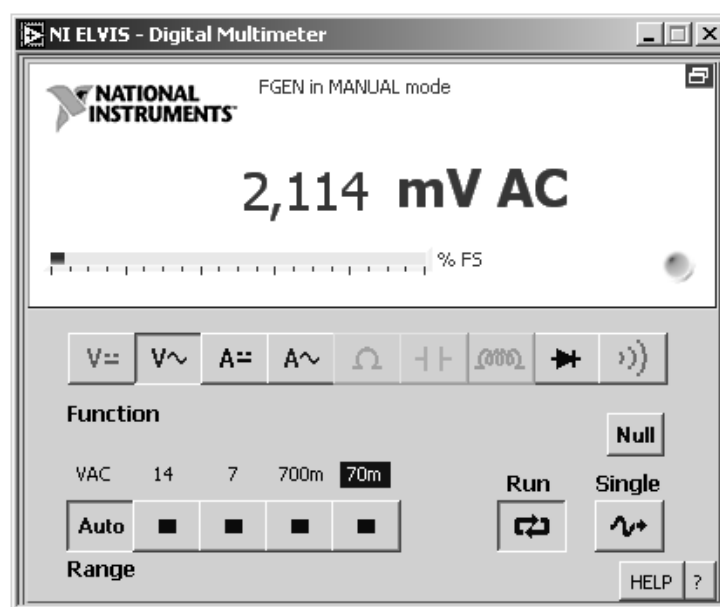 NI ELVIS - Digital Multimeter
NATIONAL
INSTRUMENTS™
FGEN in MANUAL mode
2,114 mV AC
% FS
V V A A Ω
Function
Null
VAC 14 7 700m 70m
Run Single
Auto
Range
HELP ?